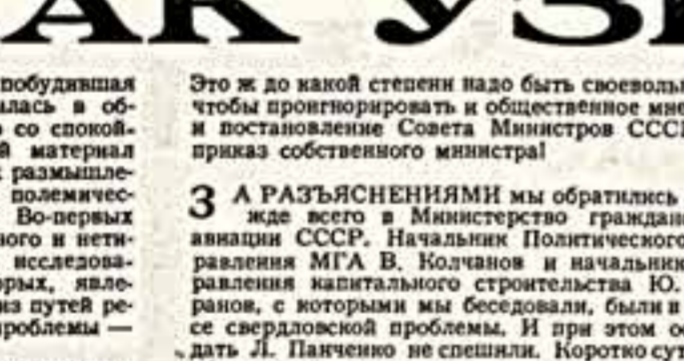 АК УЗ
побудившая
лась в об-
со спокой-
й материал
размышле-
полемичес-
Во-первых
ного и нети-
исследова-
орых, явле-
из путей ре-
проблемы —
Это ж до какой степени надо быть своеволь
чтобы проигнорировать и общественное мне
и постановление Совета Министров СССР
приказ собственного министра!
ЗА РАЗЪЯСНЕНИЯМИ мы обратились
жде всего в Министерство граждано
авиации СССР. Начальник Политического
равления МГА В. Колчанов и начальник
равления капитального строительства Ю.
ранов, с которыми мы беседовали, были в
се свердловской проблемы. И при этом ос
дать Л. Панченко не спешили. Коротко сут